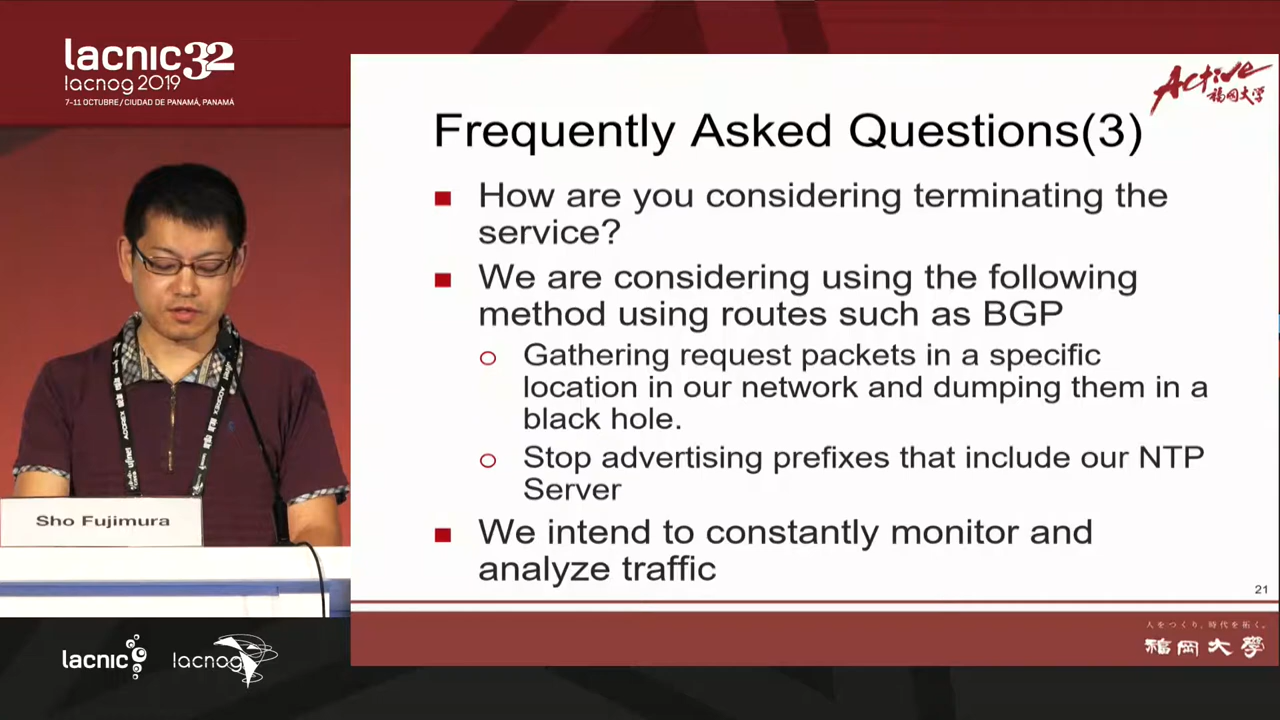 lacnic32
lacnog 2019
7-11 OCTUBRE / CIUDAD DE PANAMÁ, PANAMÁ
Active
福岡大学
Frequently Asked Questions(3)
How are you considering terminating the
service?
We are considering using the following
method using routes such as BGP
Gathering request packets in a specific
location in our network and dumping them in a
black hole.
Stop advertising prefixes that include our NTP
Server
We intend to constantly monitor and
analyze traffic
21
人をつくり、時代を拓く。
福岡大學
Sho Fujimura
lacnic
lacnog